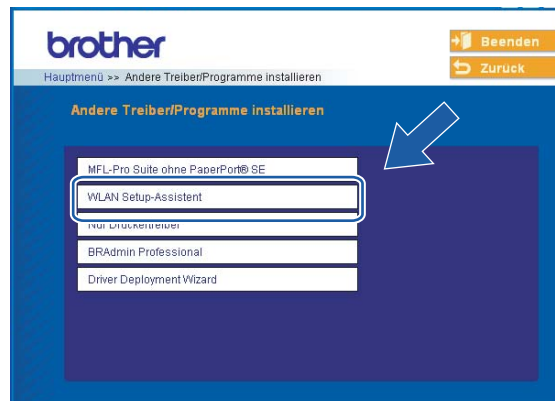 brother
Beenden
Hauptmenü >> Andere Treiber/Programme installieren
Zurück
Andere Treiber/Programme installieren
MFL-Pro Suite ohne PaperPort® SE
WLAN Setup-Assistent
Nur Druckertreiber
BRAdmin Professional
Driver Deployment Wizard